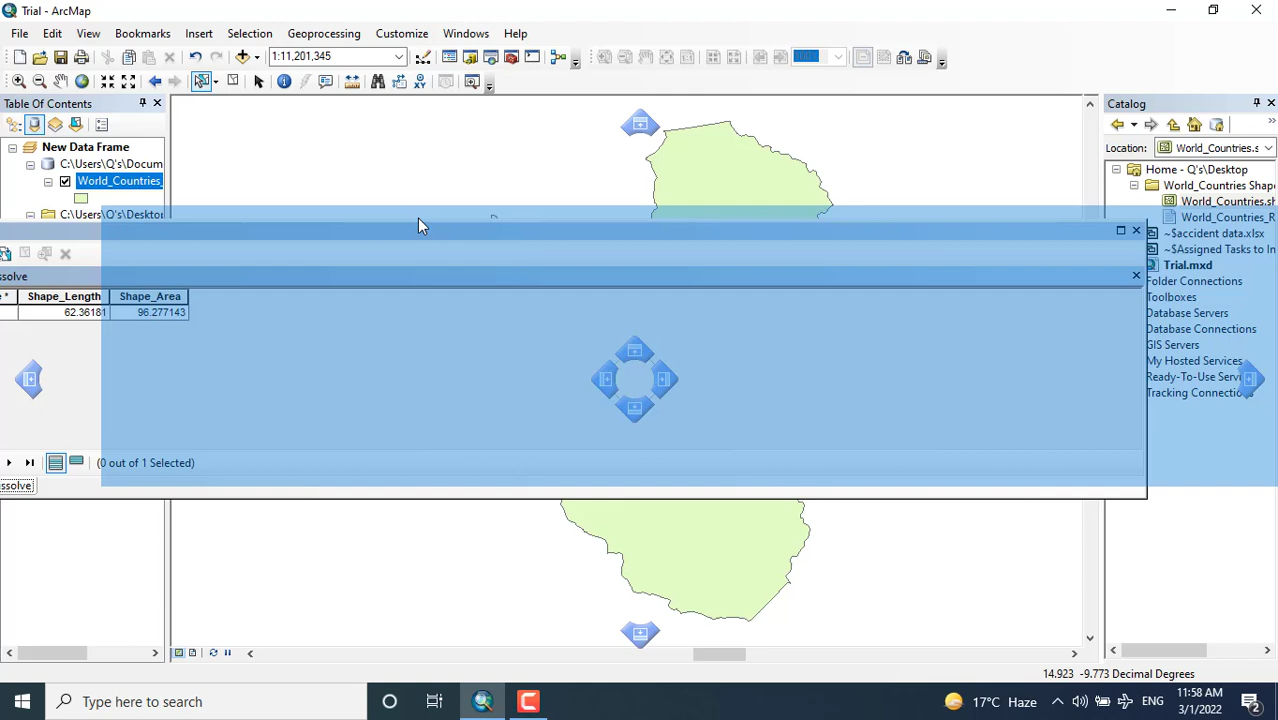 Trial - ArcMap
File Edit View Bookmarks Insert Selection Geoprocessing Customize Windows Help
1:11,201,345
Table Of Contents
New Data Frame
C:\Users\Q's\Docum
World_Countries_
C:\Users\Q's\Deskto
Catalog
Location: World_Countries.s
Home - Q's\Desktop
World_Countries Shap
World_Countries.sh
World_Countries_R
~$accident data.xlsx
~$Assigned Tasks to In
Trial.mxd
Folder Connections
Toolboxes
Database Servers
Database Connections
GIS Servers
My Hosted Services
Ready-To-Use Servi
Tracking Connections
ssolve
e * Shape_Length Shape_Area
62.36181 96.277143
(0 out of 1 Selected)
ssolve
14.923 -9.773 Decimal Degrees
Type here to search
17°C Haze
ENG
11:58 AM
3/1/2022
2